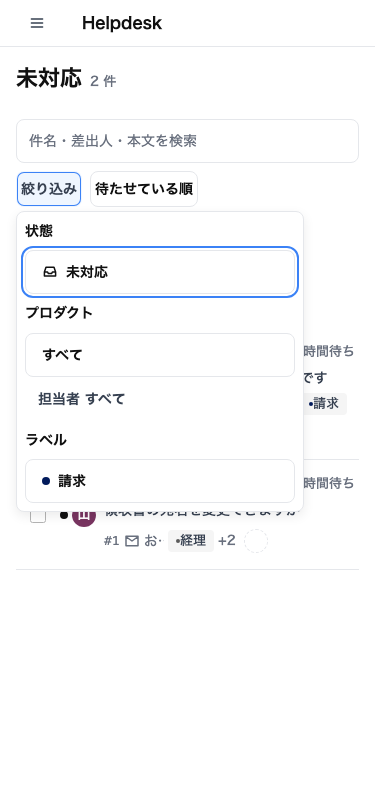 Helpdesk
未対応 2 件
件名・差出人・本文を検索
絞り込み 待たせている順
状態
未対応
プロダクト
すべて
時間待ち
です
担当者 すべて
請求
ラベル
請求
時間待ち
#1 お· 経理 +2